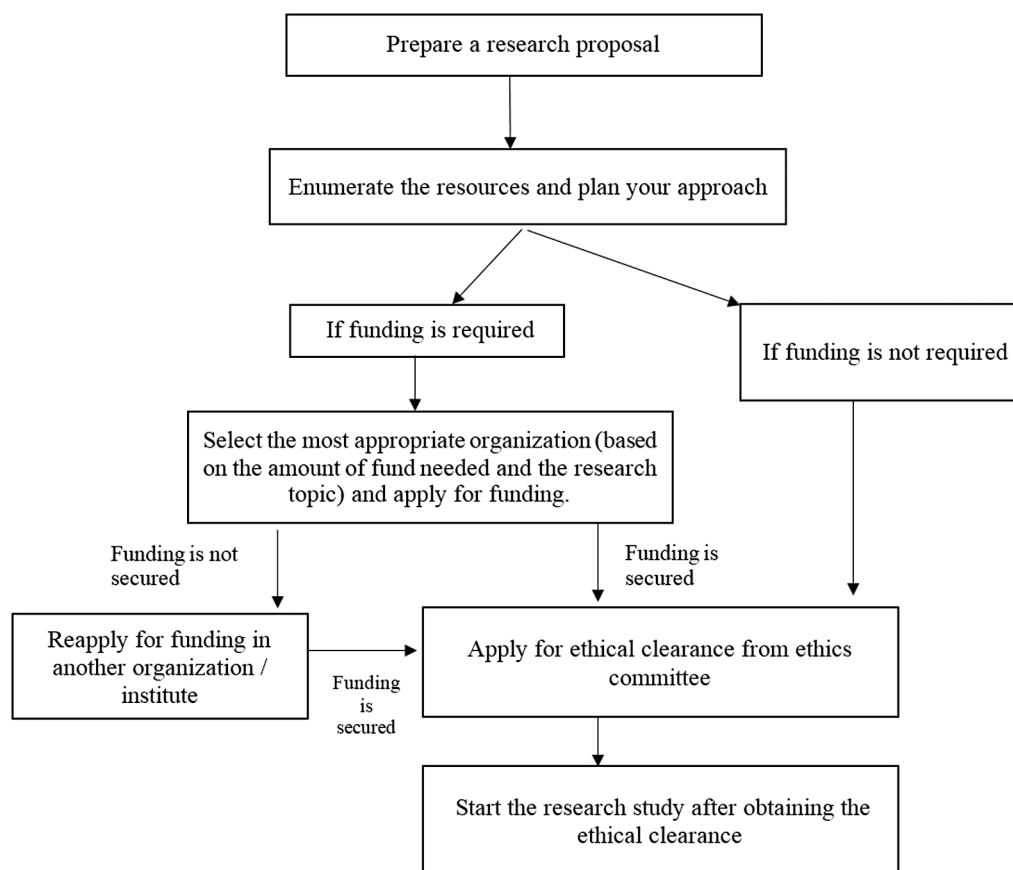 Prepare a research proposal
Enumerate the resources and plan your approach
If funding is required
If funding is not required
Select the most appropriate organization (based
on the amount of fund needed and the research
topic) and apply for funding.
Funding is not
secured
Funding is
secured
Reapply for funding in
another organization /
institute
Funding
is
secured
Apply for ethical clearance from ethics
committee
Start the research study after obtaining the
ethical clearance